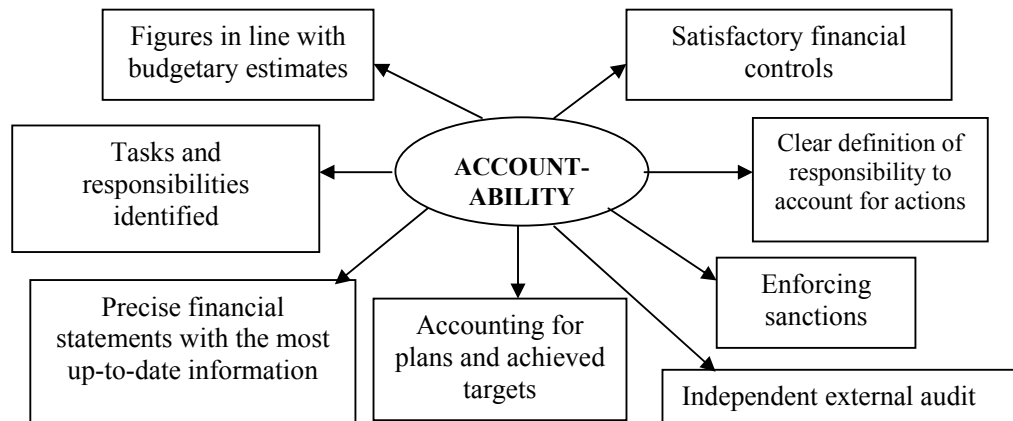 Figures in line with
budgetary estimates
Satisfactory financial
controls
Tasks and
responsibilities
identified
ACCOUNT-
ABILITY
Clear definition of
responsibility to
account for actions
Precise financial
statements with the most
up-to-date information
Accounting for
plans and achieved
targets
Enforcing
sanctions
Independent external audit